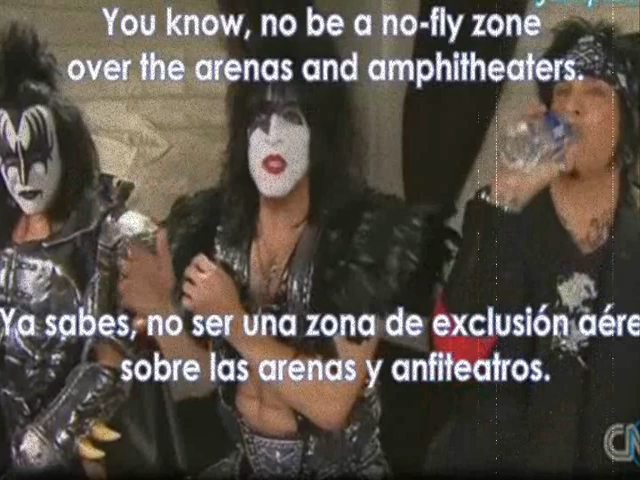 You know, no be a no-fly zone
over the arenas and amphitheaters.
Ya sabes, no ser una zona de exclusión aére
sobre las arenas y anfiteatros.
CN